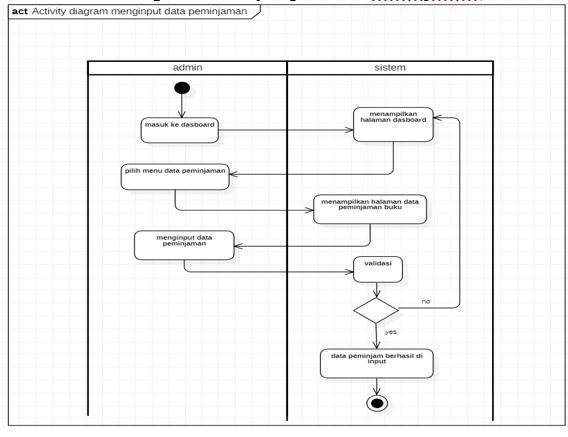 act Activity diagram menginput data peminjaman
admin
sistem
masuk ke dasboard
menampilkan
halaman dasboard
pilih menu data peminjaman
menampilkan halaman data
peminjaman buku
menginput data
peminjaman
validasi
no
yes
data peminjam berhasil di
input